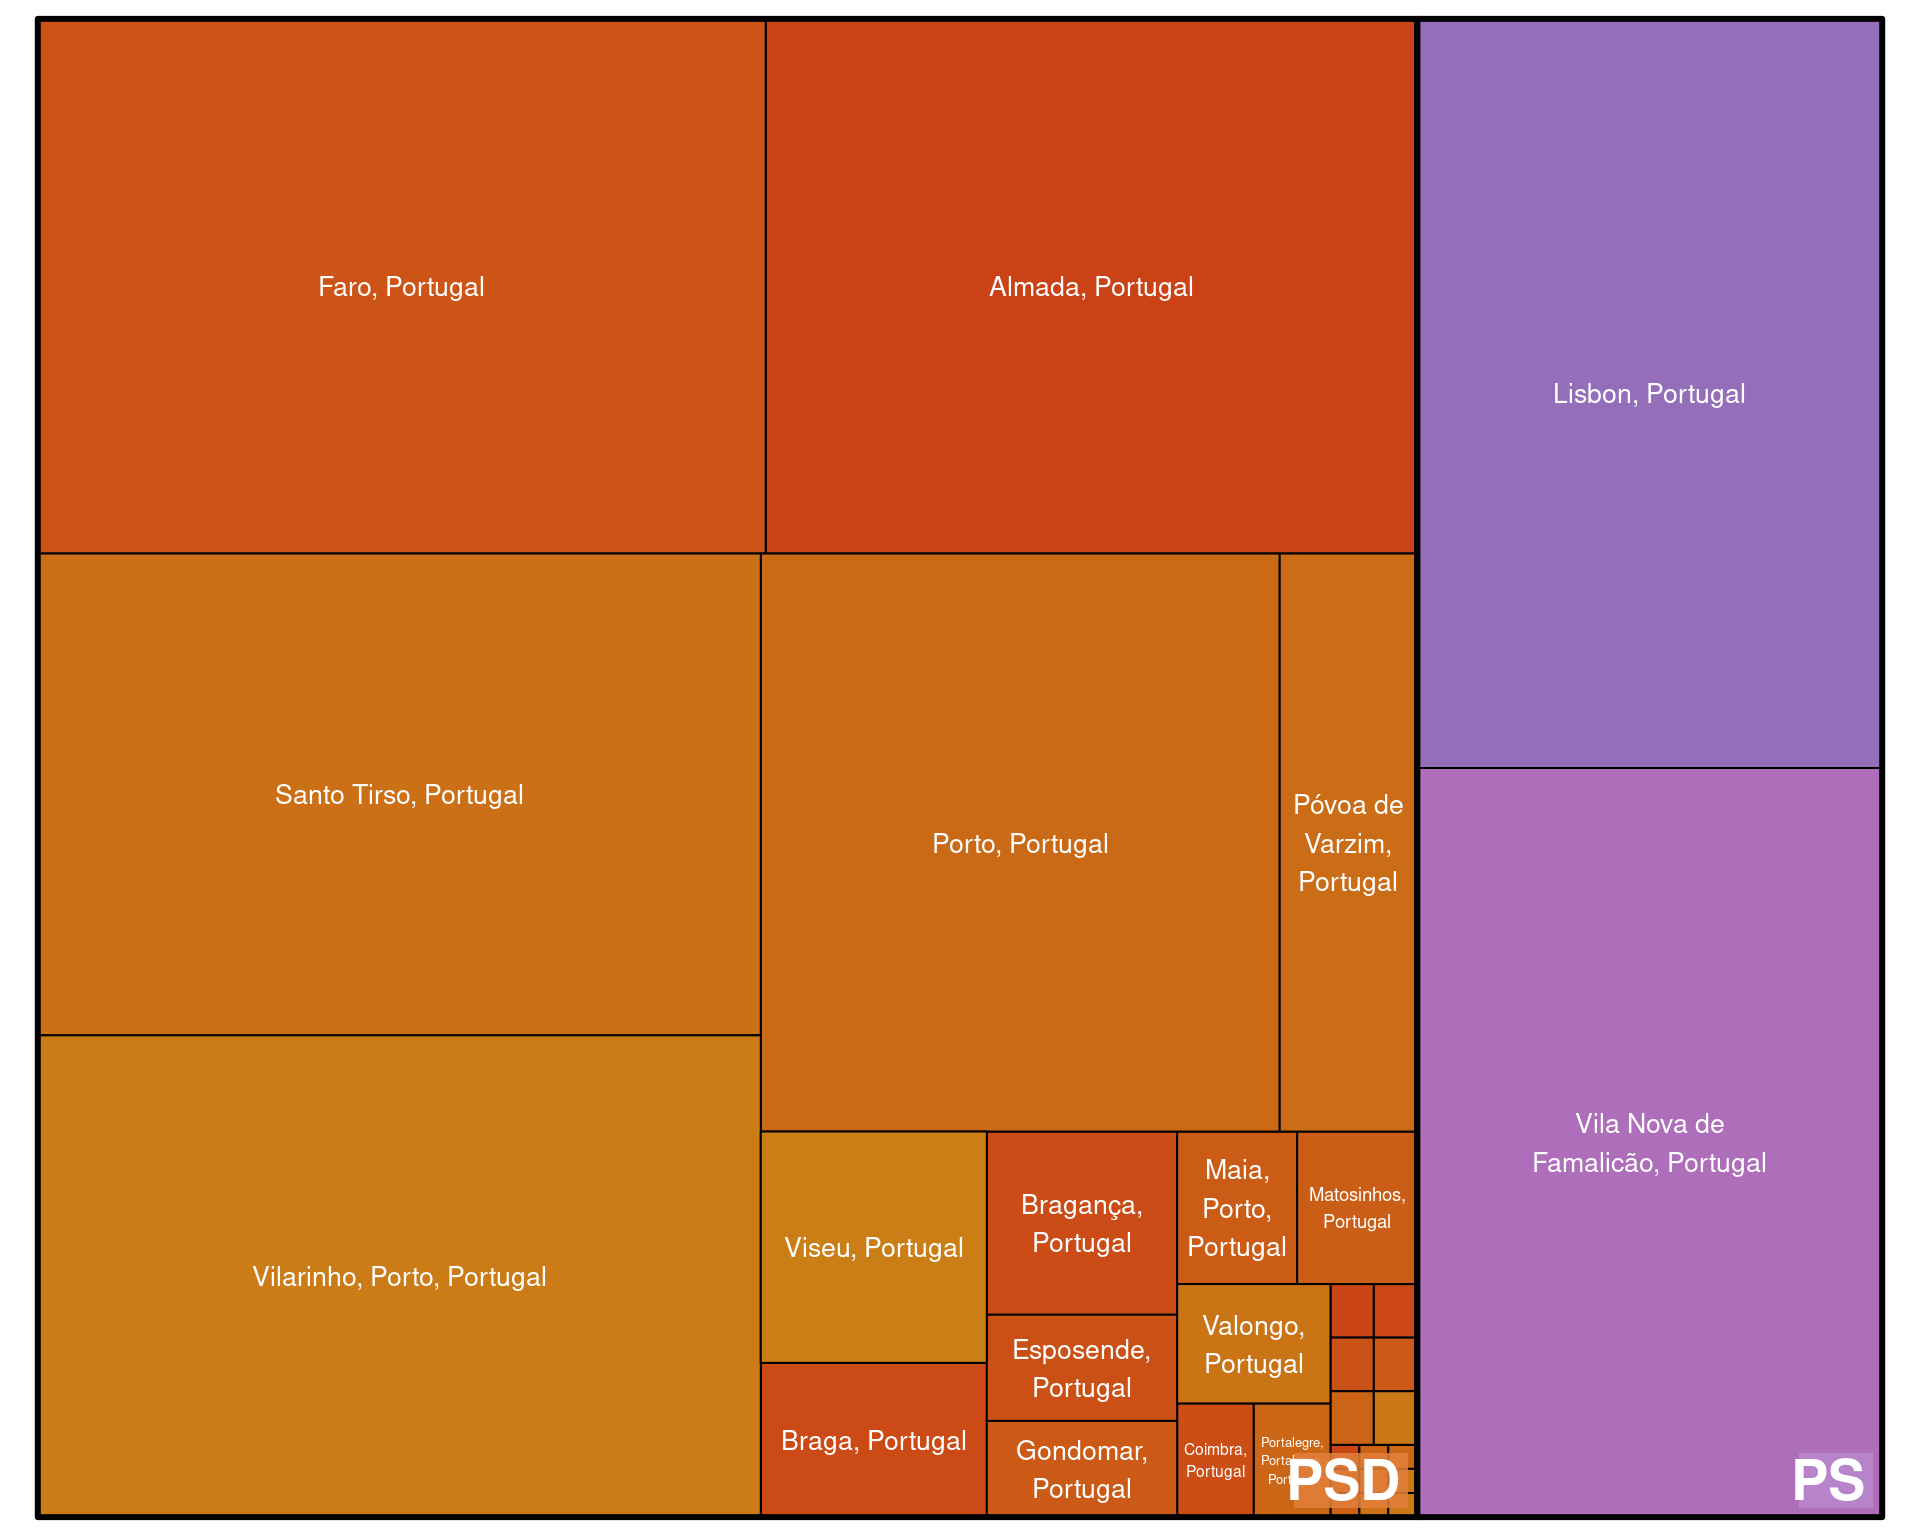 Faro, Portugal
Almada, Portugal
Lisbon, Portugal
Santo Tirso, Portugal
Porto, Portugal
Póvoa de
Varzim,
Portugal
Vila Nova de
Famalicão, Portugal
Vilarinho, Porto, Portugal
Viseu, Portugal
Bragança,
Portugal
Maia,
Porto,
Portugal
Matosinhos,
Portugal
Esposende,
Portugal
Valongo,
Portugal
Braga, Portugal
Gondomar,
Portugal
Coimbra,
Portugal
Portalegre,
PSD
PS